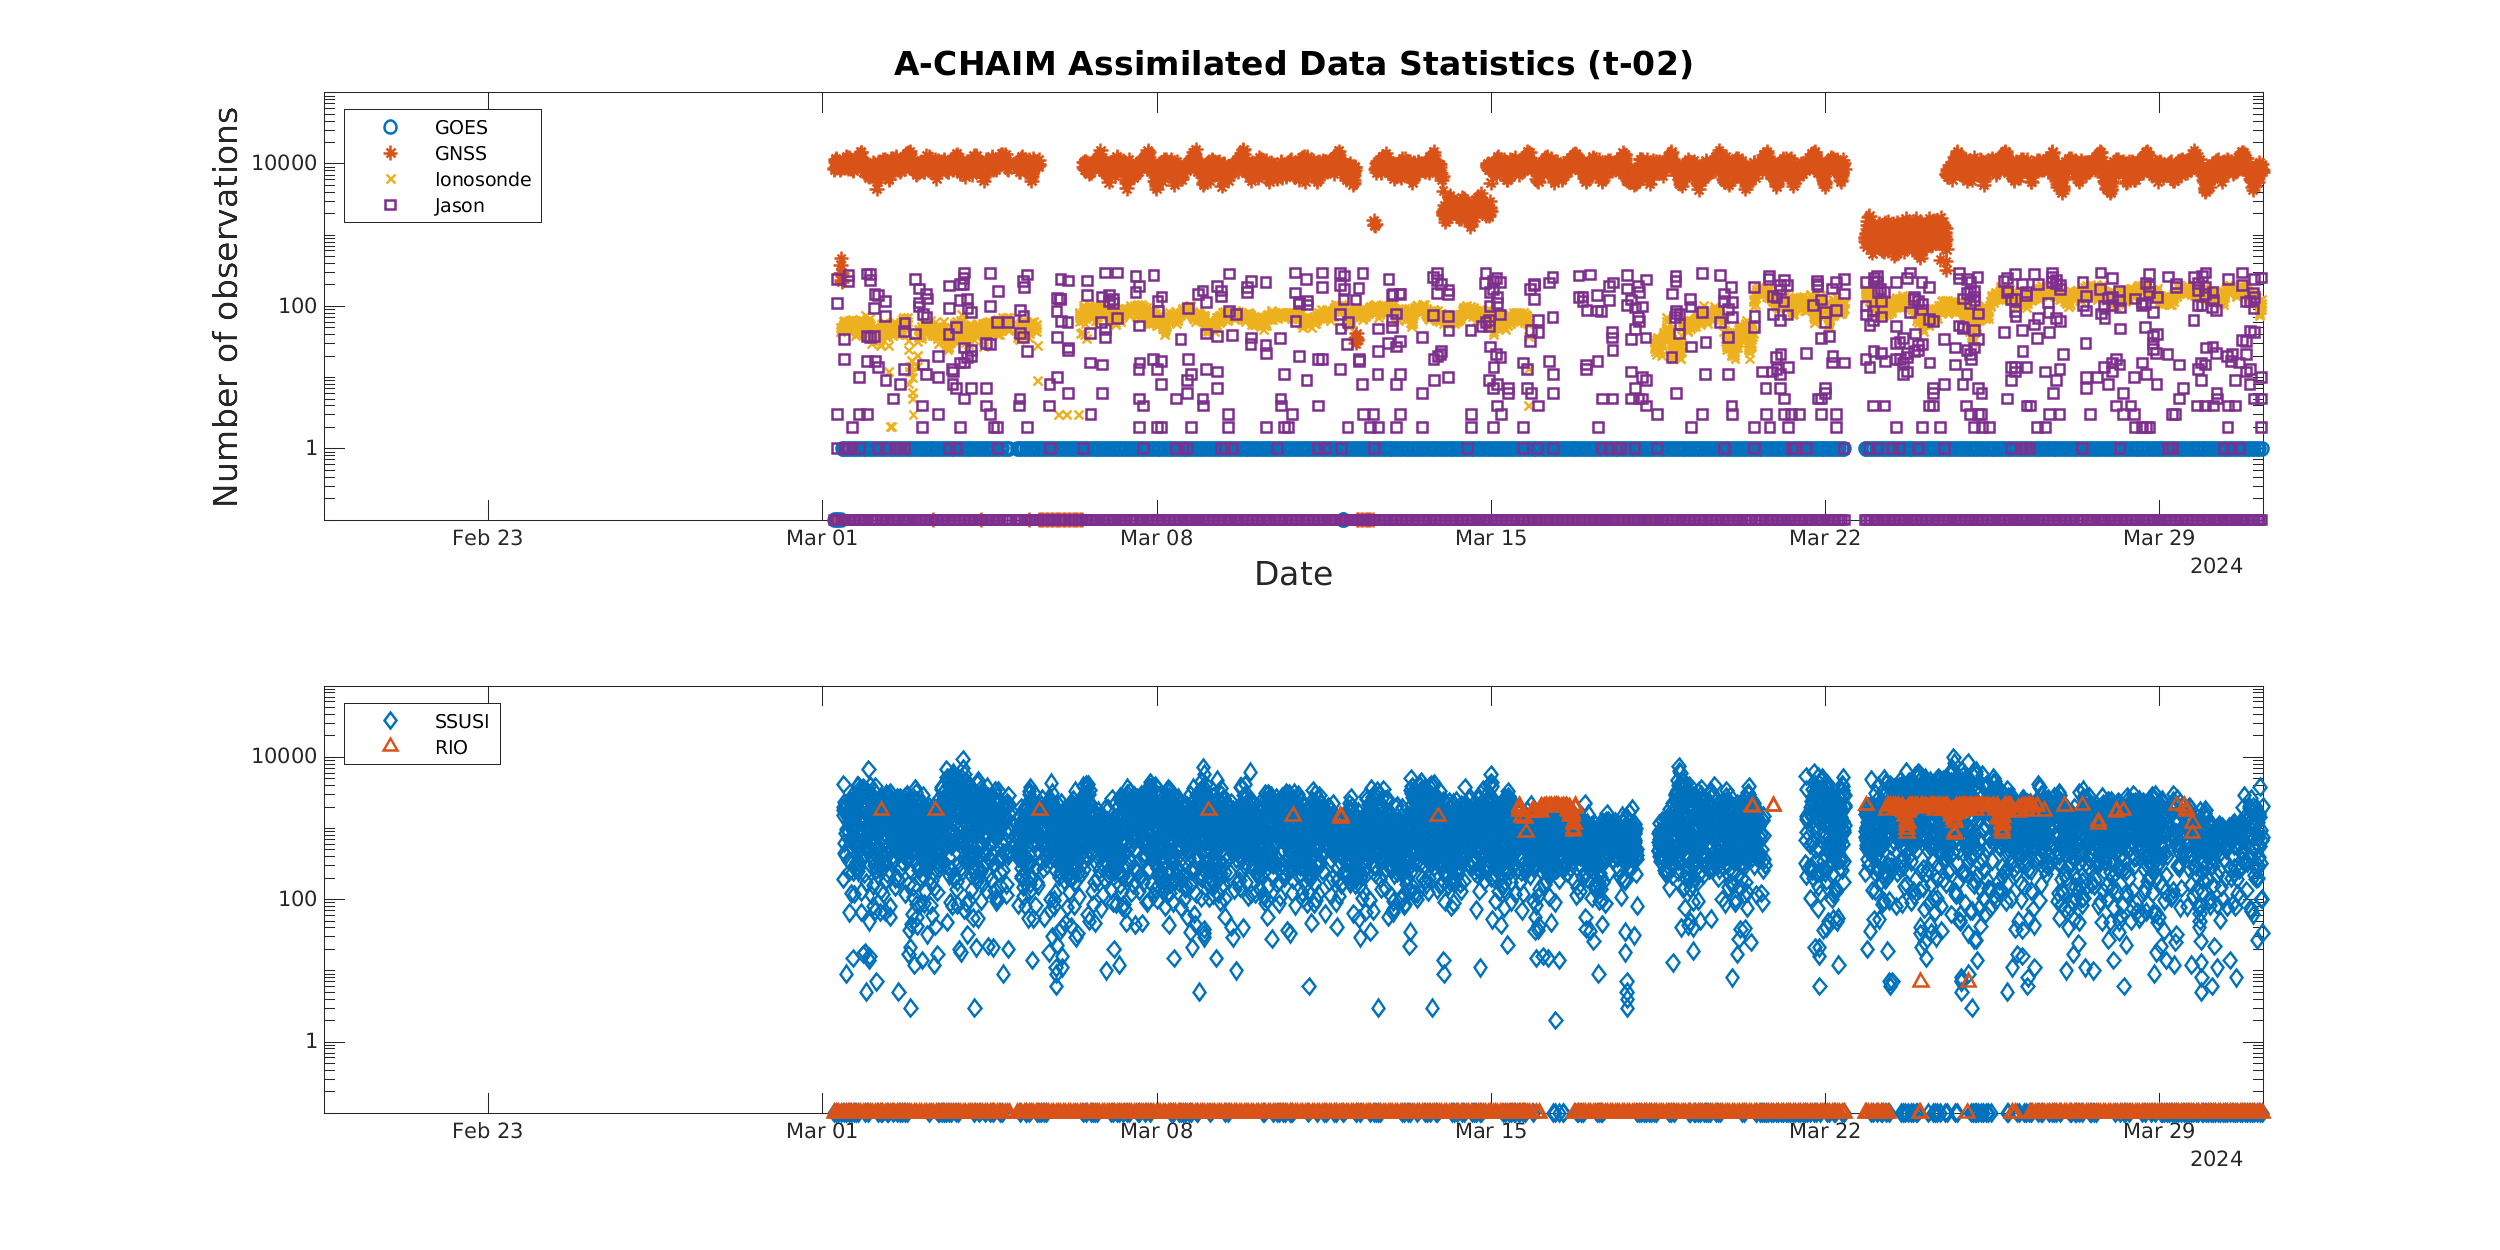 A-CHAIM Assimilated Data Statistics (t-02)
Number of observations
10000
100
1
GOES
GNSS
Ionosonde
Jason
Feb 23
Mar 01
Mar 08
Mar 15
Mar 22
Mar 29
2024
Date
10000
100
1
SSUSI
RIO
Feb 23
Mar 01
Mar 08
Mar 15
Mar 22
Mar 29
2024